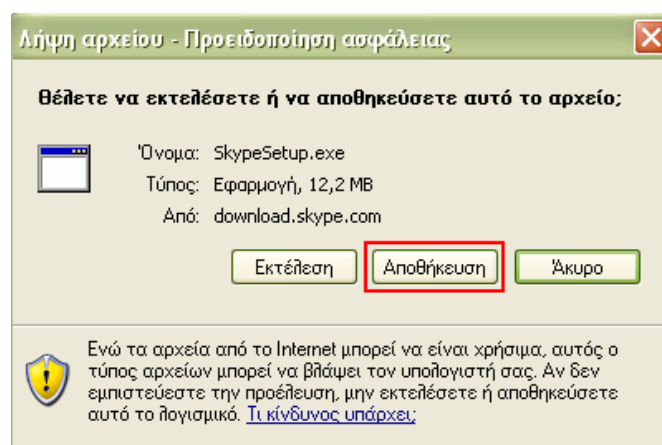 Λήψη αρχείου - Προειδοποίηση ασφάλειας
Θέλετε να εκτελέσετε ή να αποθηκεύσετε αυτό το αρχείο;
Όνομα: SkypeSetup.exe
Τύπος: Εφαρμογή, 12,2 MB
Από: download.skype.com
Εκτέλεση Αποθήκευση Άκυρο
Ενώ τα αρχεία από το Internet μπορεί να είναι χρήσιμα, αυτός ο
τύπος αρχείων μπορεί να βλάψει τον υπολογιστή σας. Αν δεν
εμπιστεύεστε την προέλευση, μην εκτελέσετε ή αποθηκεύσετε
αυτό το λογισμικό. Τι κίνδυνος υπάρχει;